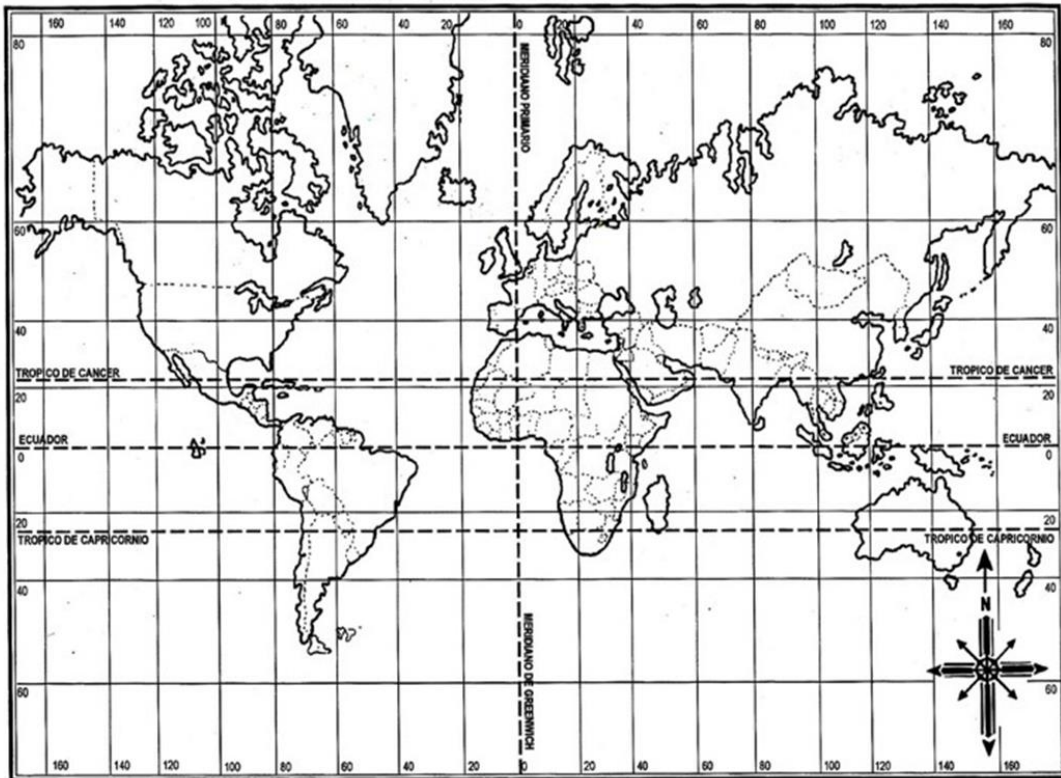 160 140 120 100 80 60 40 20 0 20 40 60 80 100 120 140 160
80 80
MERIDIANO PRIMARIO
60 60
40 40
TROPICO DE CANCER TROPICO DE CANCER
20 20
ECUADOR ECUADOR
0 0
20 20
TROPICO DE CAPRICORNIO TROPICO DE CAPRICORNIO
40 40
N
MERIDIANO DE GREENWICH
60 60
160 140 120 100 80 60 40 20 0 20 40 60 80 100 120 140 160